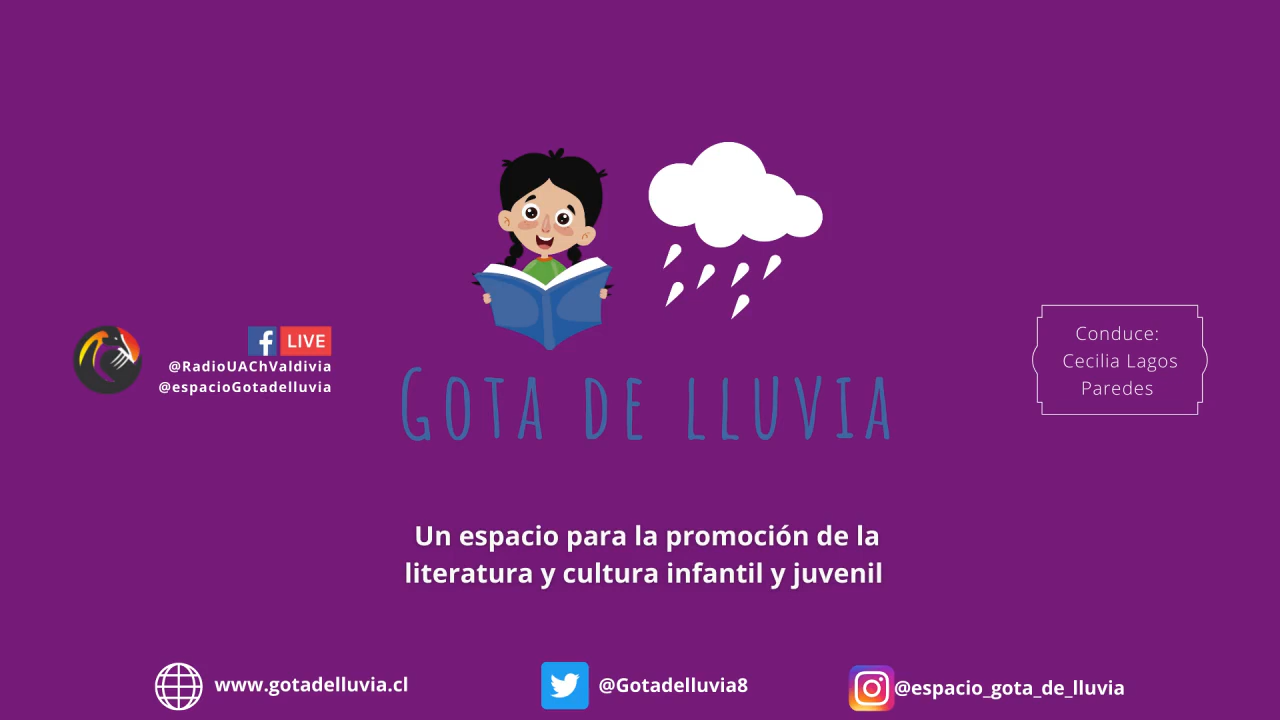 LIVE
@RadioUAChValdivia
@espacioGotadelluvia
GOTA DE LLUVIA
Conduce:
Cecilia Lagos
Paredes
Un espacio para la promoción de la
literatura y cultura infantil y juvenil
www.gotadelluvia.cl
@Gotadelluvia8
@espacio_gota_de_lluvia